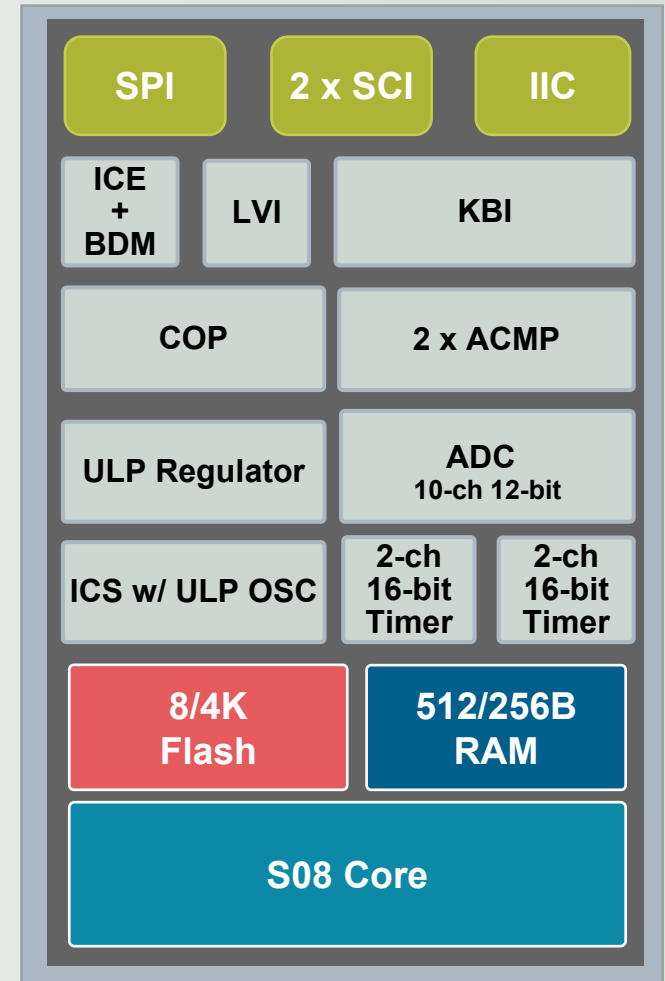 SPI
2 x SCI
IIC
ICE
+
BDM
LVI
KBI
COP
2 x ACMP
ULP Regulator
ADC
10-ch 12-bit
ICS w/ ULP OSC
2-ch
16-bit
Timer
2-ch
16-bit
Timer
8/4K
Flash
512/256B
RAM
S08 Core